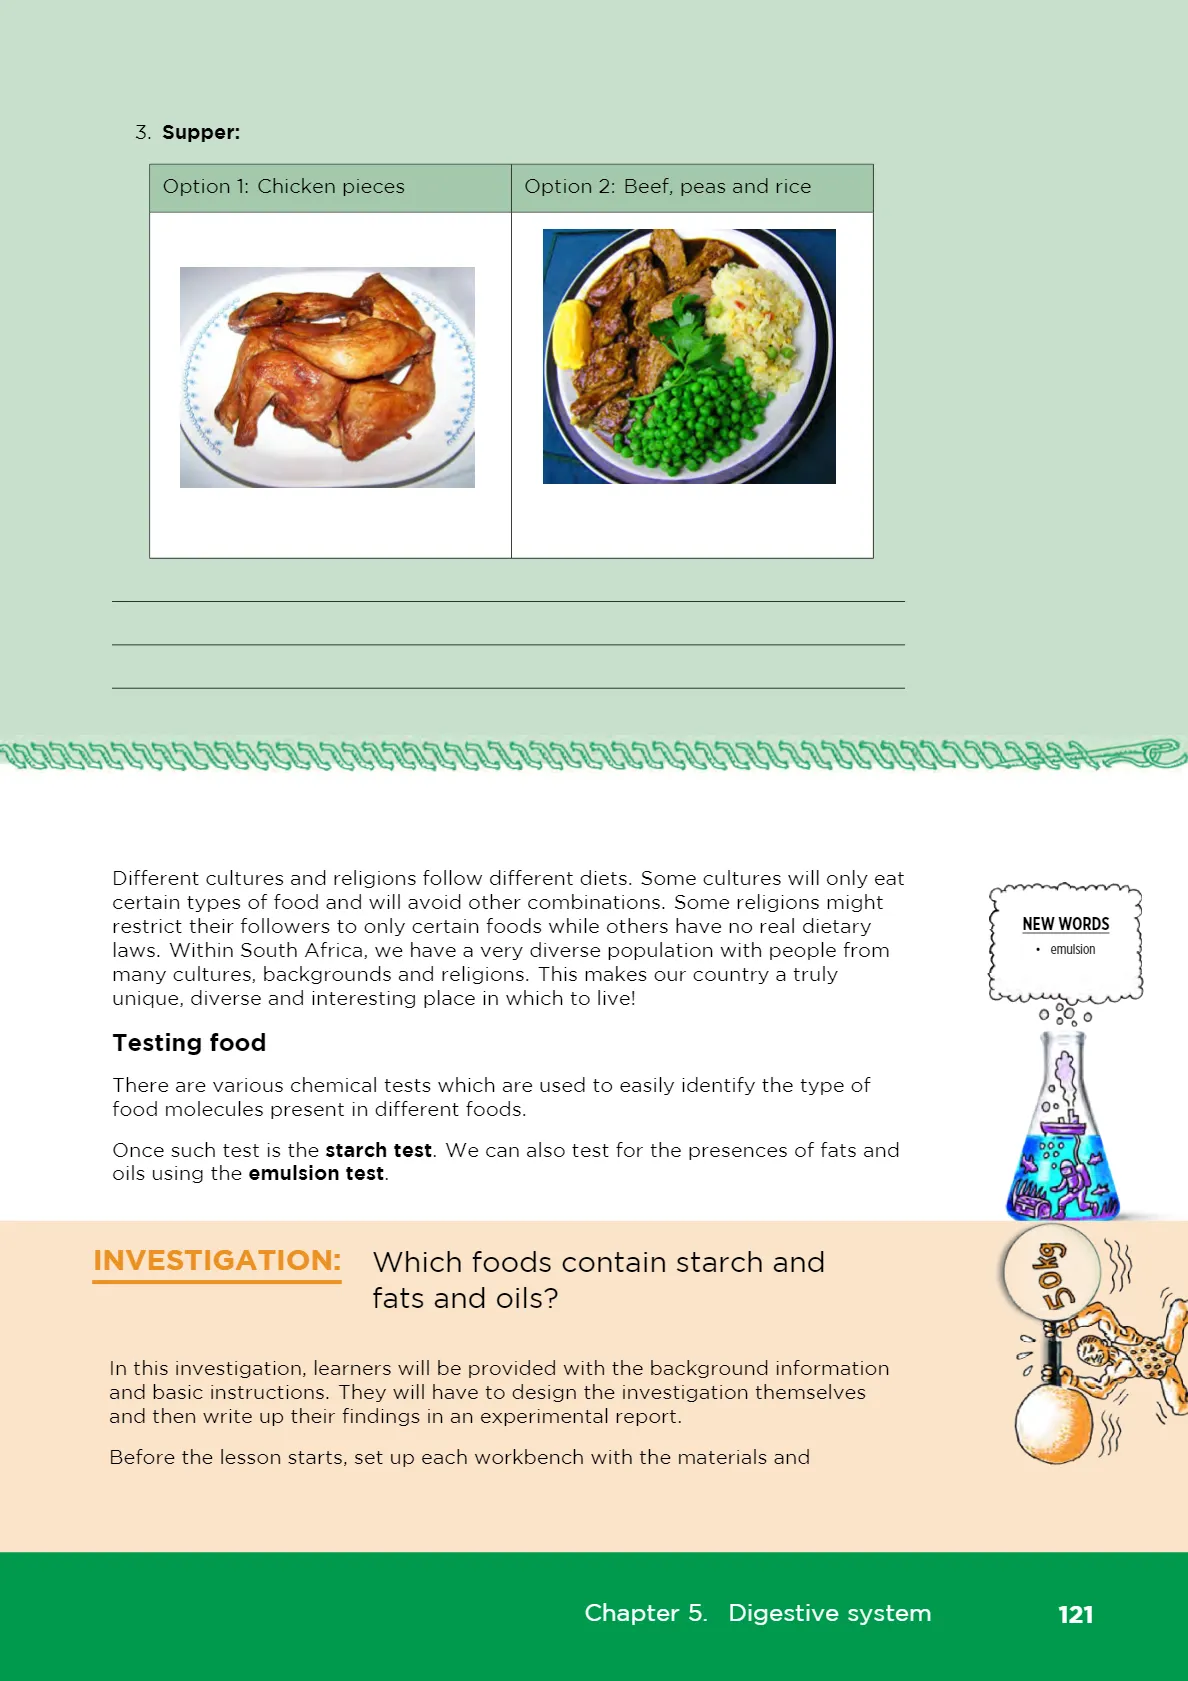 3. Supper:
Option 1: Chicken pieces
Option 2: Beef, peas and rice
Different cultures and religions follow different diets. Some cultures will only eat
certain types of food and will avoid other combinations. Some religions might
restrict their followers to only certain foods while others have no real dietary
laws. Within South Africa, we have a very diverse population with people from
many cultures, backgrounds and religions. This makes our country a truly
unique, diverse and interesting place in which to live!
NEW WORDS
• emulsion
Testing food
There are various chemical tests which are used to easily identify the type of
food molecules present in different foods.
Once such test is the starch test. We can also test for the presences of fats and
oils using the emulsion test.
INVESTIGATION: Which foods contain starch and
fats and oils?
50kg
In this investigation, learners will be provided with the background information
and basic instructions. They will have to design the investigation themselves
and then write up their findings in an experimental report.
Before the lesson starts, set up each workbench with the materials and
Chapter 5. Digestive system 121